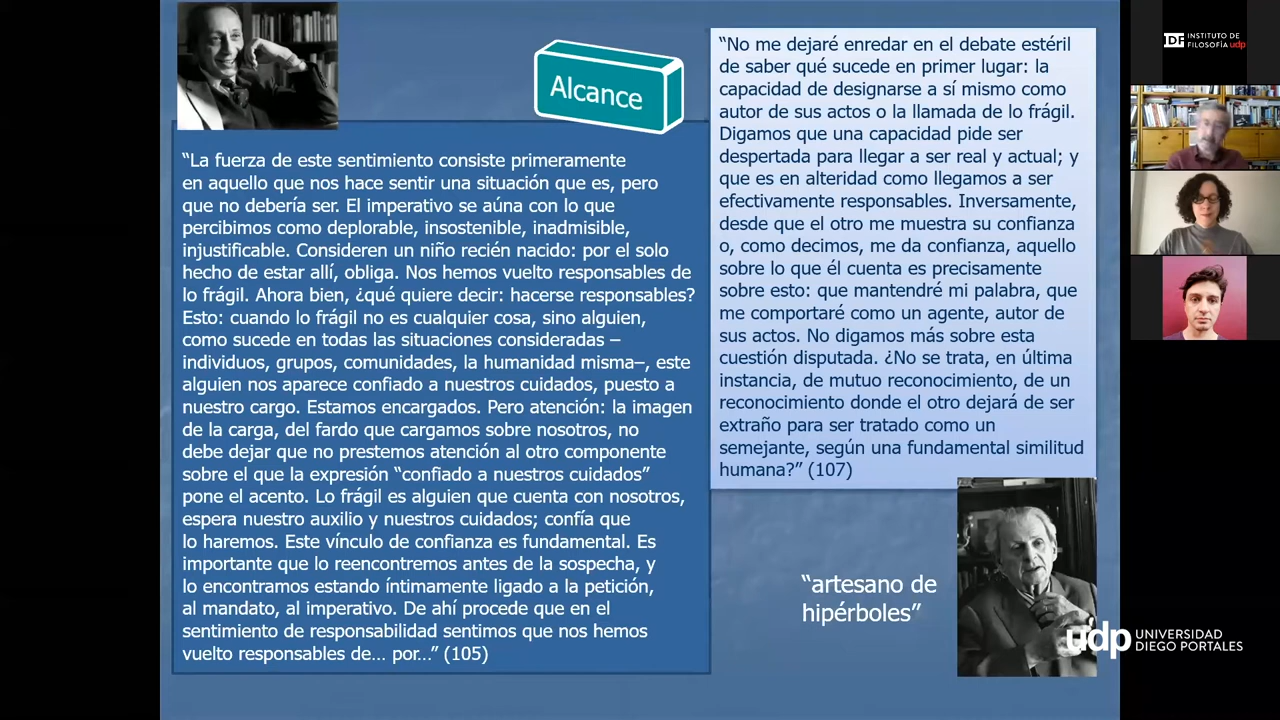 Alcance
“La fuerza de este sentimiento consiste primeramente
en aquello que nos hace sentir una situación que es, pero
que no debería ser. El imperativo se aúna con lo que
percibimos como deplorable, insostenible, inadmisible,
injustificable. Consideren un niño recién nacido: por el solo
hecho de estar allí, obliga. Nos hemos vuelto responsables de
lo frágil. Ahora bien, ¿qué quiere decir: hacerse responsables?
Esto: cuando lo frágil no es cualquier cosa, sino alguien,
como sucede en todas las situaciones consideradas –
individuos, grupos, comunidades, la humanidad misma–, este
alguien nos aparece confiado a nuestros cuidados, puesto a
nuestro cargo. Estamos encargados. Pero atención: la imagen
de la carga, del fardo que cargamos sobre nosotros, no
debe dejar que no prestemos atención al otro componente
sobre el que la expresión “confiado a nuestros cuidados”
pone el acento. Lo frágil es alguien que cuenta con nosotros,
espera nuestro auxilio y nuestros cuidados; confía que
lo haremos. Este vínculo de confianza es fundamental. Es
importante que lo reencontremos antes de la sospecha, y
lo encontramos estando íntimamente ligado a la petición,
al mandato, al imperativo. De ahí procede que en el
sentimiento de responsabilidad sentimos que nos hemos
vuelto responsables de… por…” (105)
“No me dejaré enredar en el debate estéril
de saber qué sucede en primer lugar: la
capacidad de designarse a sí mismo como
autor de sus actos o la llamada de lo frágil.
Digamos que una capacidad pide ser
despertada para llegar a ser real y actual; y
que es en alteridad como llegamos a ser
efectivamente responsables. Inversamente,
desde que el otro me muestra su confianza
o, como decimos, me da confianza, aquello
sobre lo que él cuenta es precisamente
sobre esto: que mantendré mi palabra, que
me comportaré como un agente, autor de
sus actos. No digamos más sobre esta
cuestión disputada. ¿No se trata, en última
instancia, de mutuo reconocimiento, de un
reconocimiento donde el otro dejará de ser
extraño para ser tratado como un
semejante, según una fundamental similitud
humana?” (107)
“artesano de
hipérboles”
IDF INSTITUTO DE
FILOSOFÍA udp
udp UNIVERSIDAD
DIEGO PORTALES